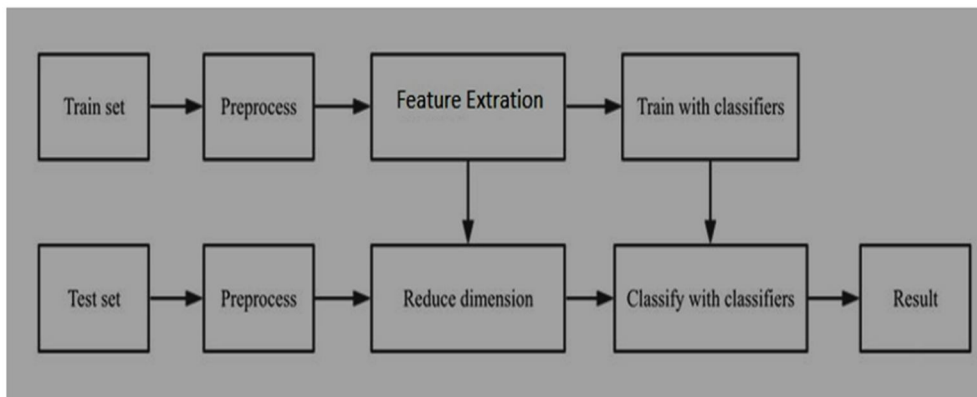 Train set
Preprocess
Feature Extration
Train with classifiers
Test set
Preprocess
Reduce dimension
Classify with classifiers
Result